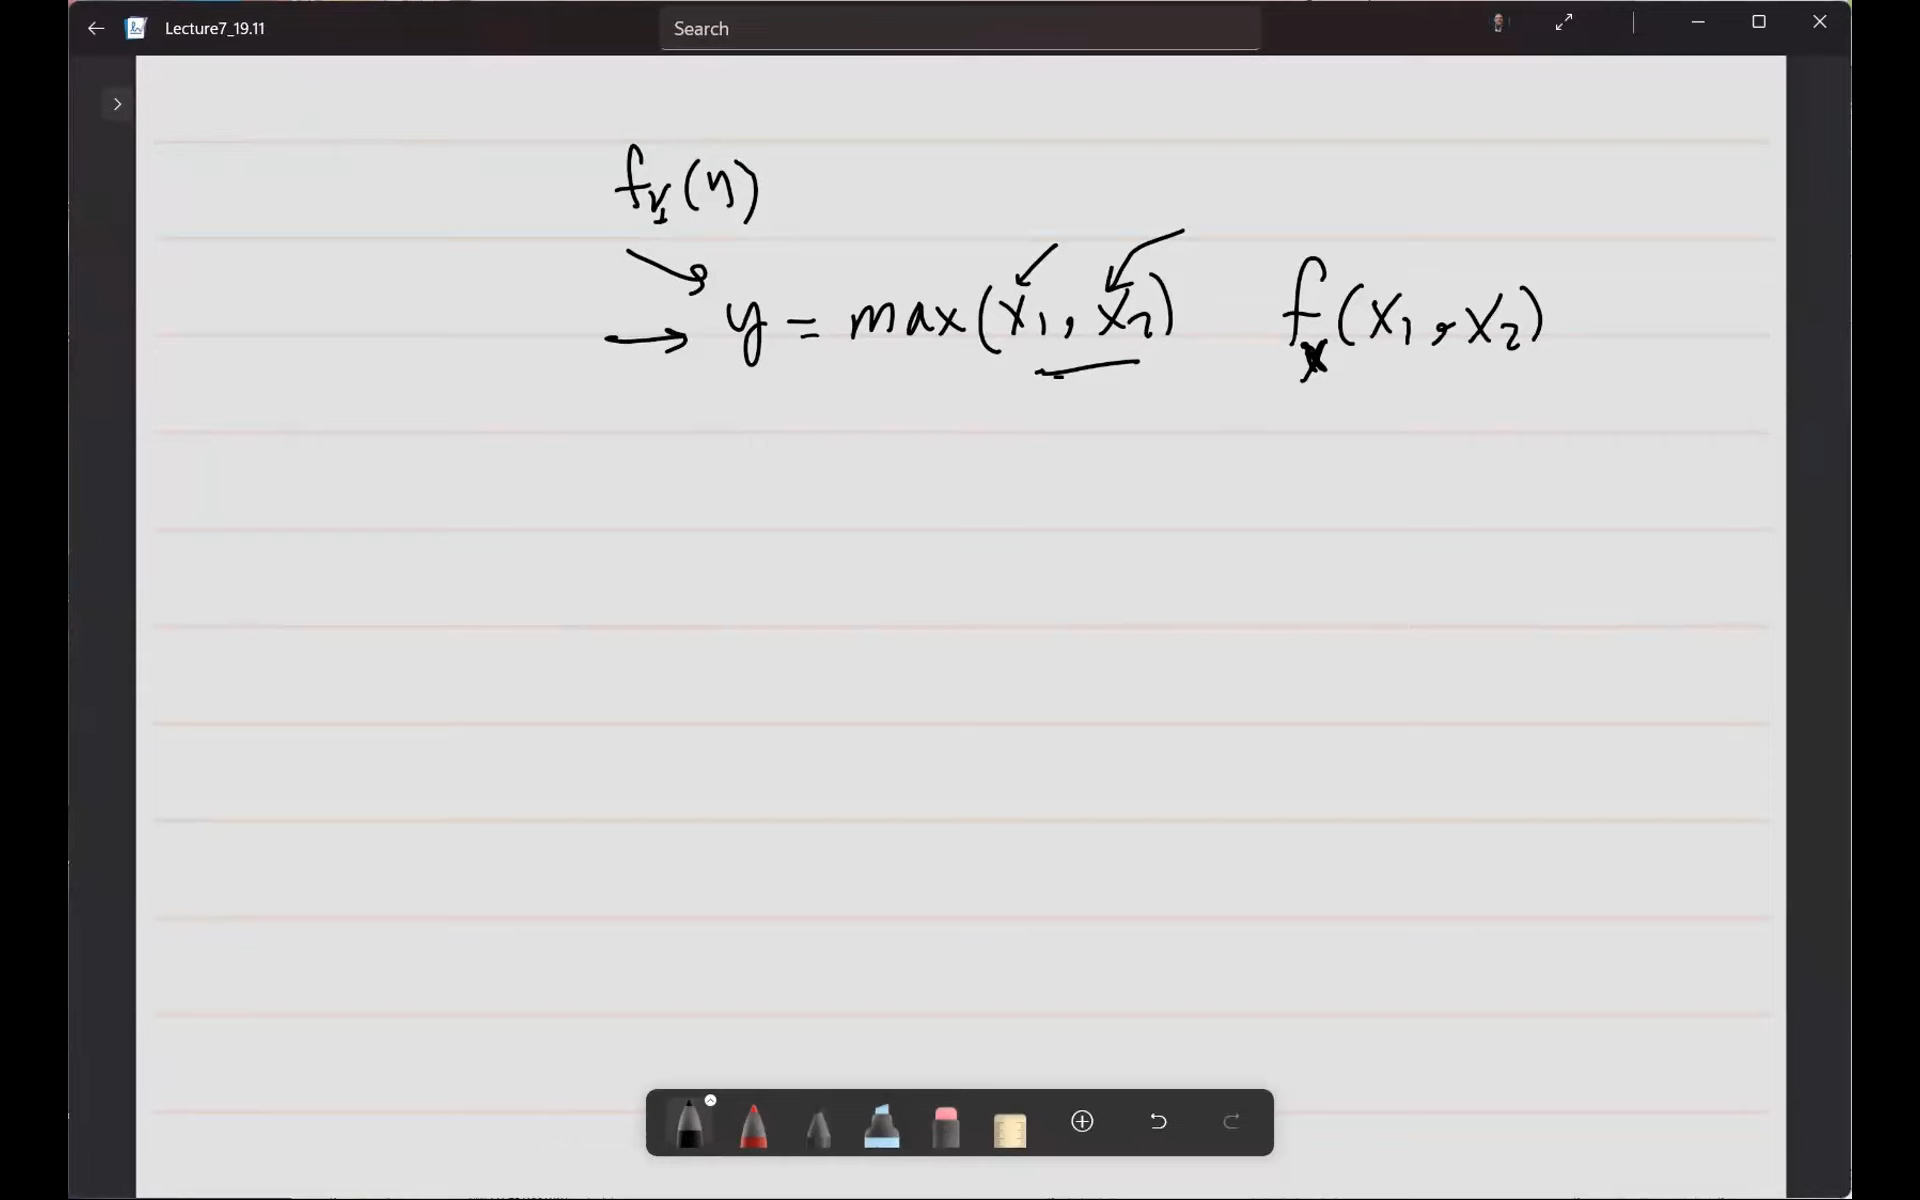 Lecture7_19.11
Search
f_Y(η)
y = max(x₁, x₂) f_X(x₁, x₂)